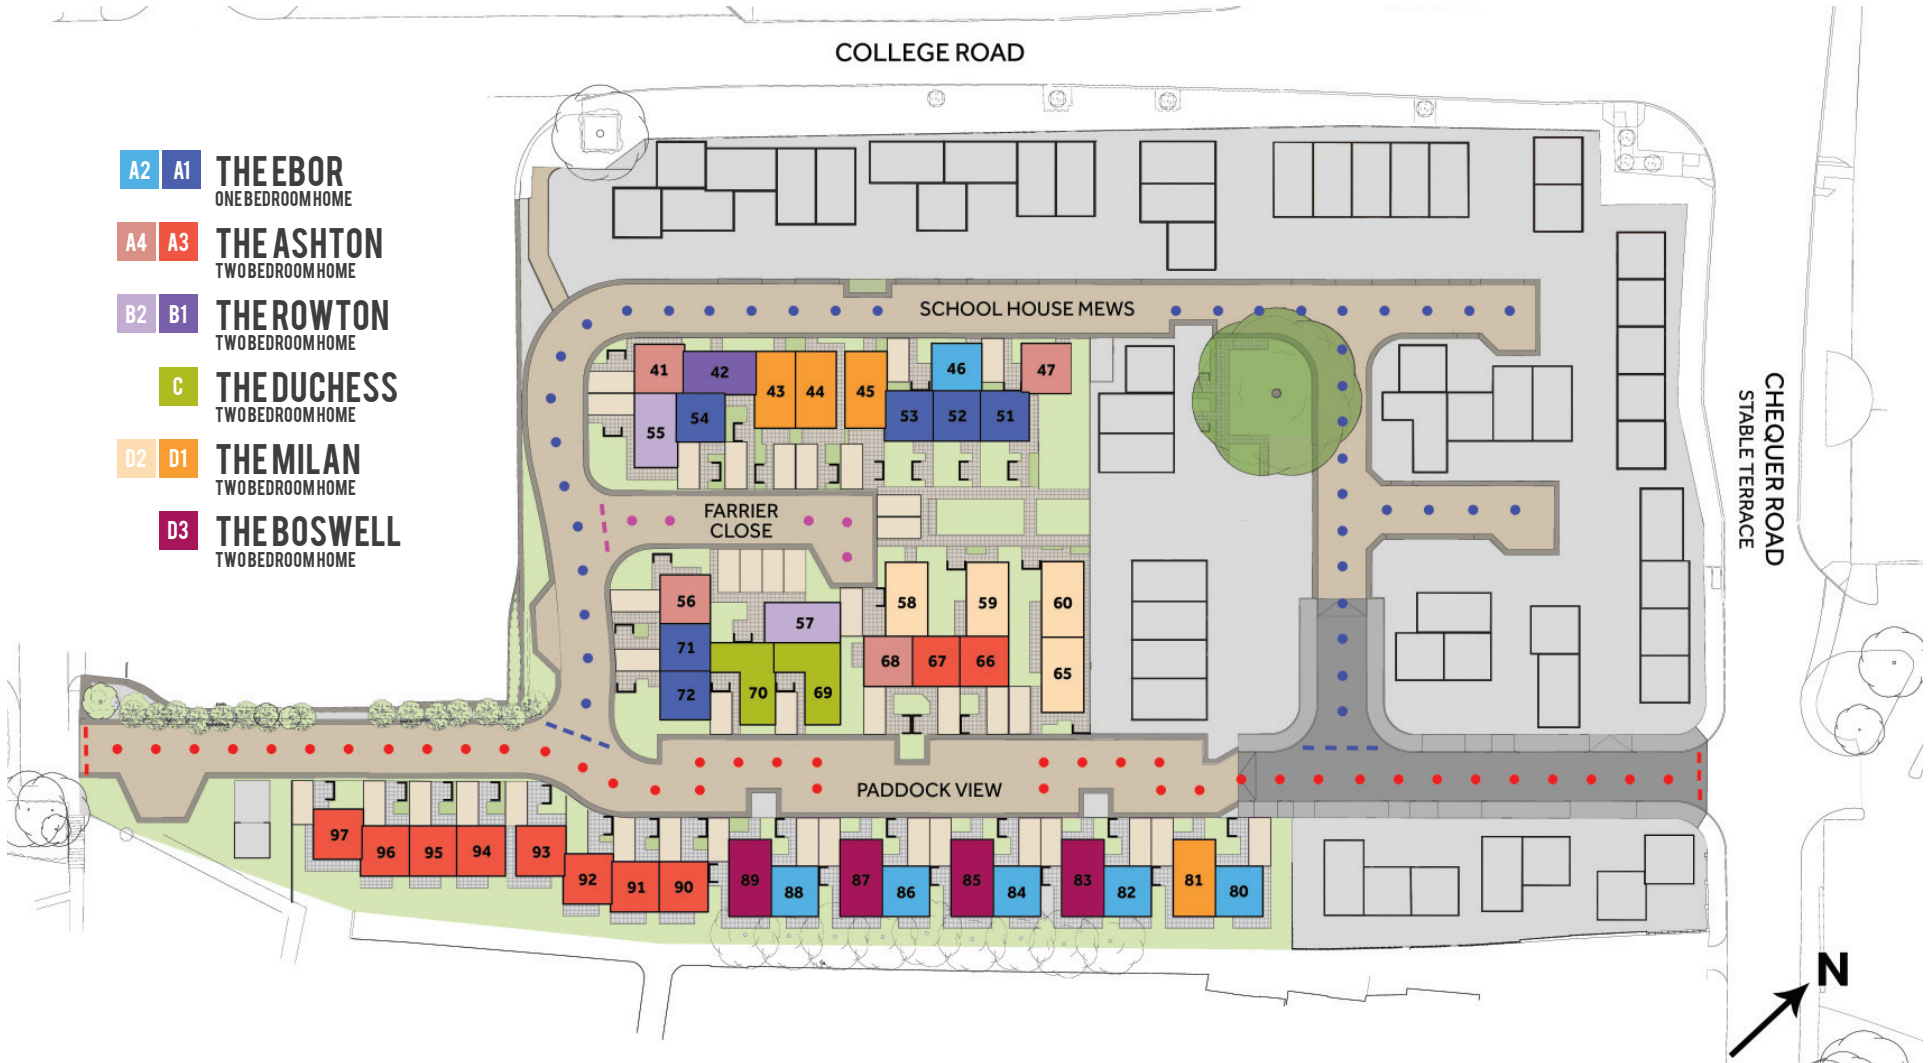 COLLEGE ROAD
A2 A1 THE EBOR
ONE BEDROOM HOME
A4 A3 THE ASHTON
TWO BEDROOM HOME
B2 B1 THE ROWTON
TWO BEDROOM HOME
C THE DUCHESS
TWO BEDROOM HOME
D2 D1 THE MILAN
TWO BEDROOM HOME
D3 THE BOSWELL
TWO BEDROOM HOME
SCHOOL HOUSE MEWS
41
42
43
44
45
46
47
55
54
53
52
51
CHEQUER ROAD
STABLE TERRACE
FARRIER
CLOSE
56
57
58
59
60
71
72
70
69
68
67
66
65
PADDOCK VIEW
97
96
95
94
93
92
91
90
89
88
87
86
85
84
83
82
81
80
N